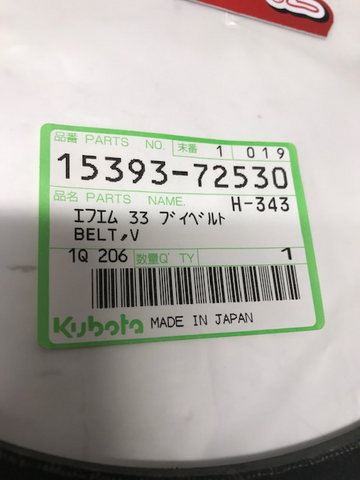 品番 PARTS NO. 末番 1 019
15393-72530
品名 PARTS NAME. H-343
エフエム 33 ブイベルト
BELT,V
1Q 206 数量Q'TY 1
Kubota MADE IN JAPAN